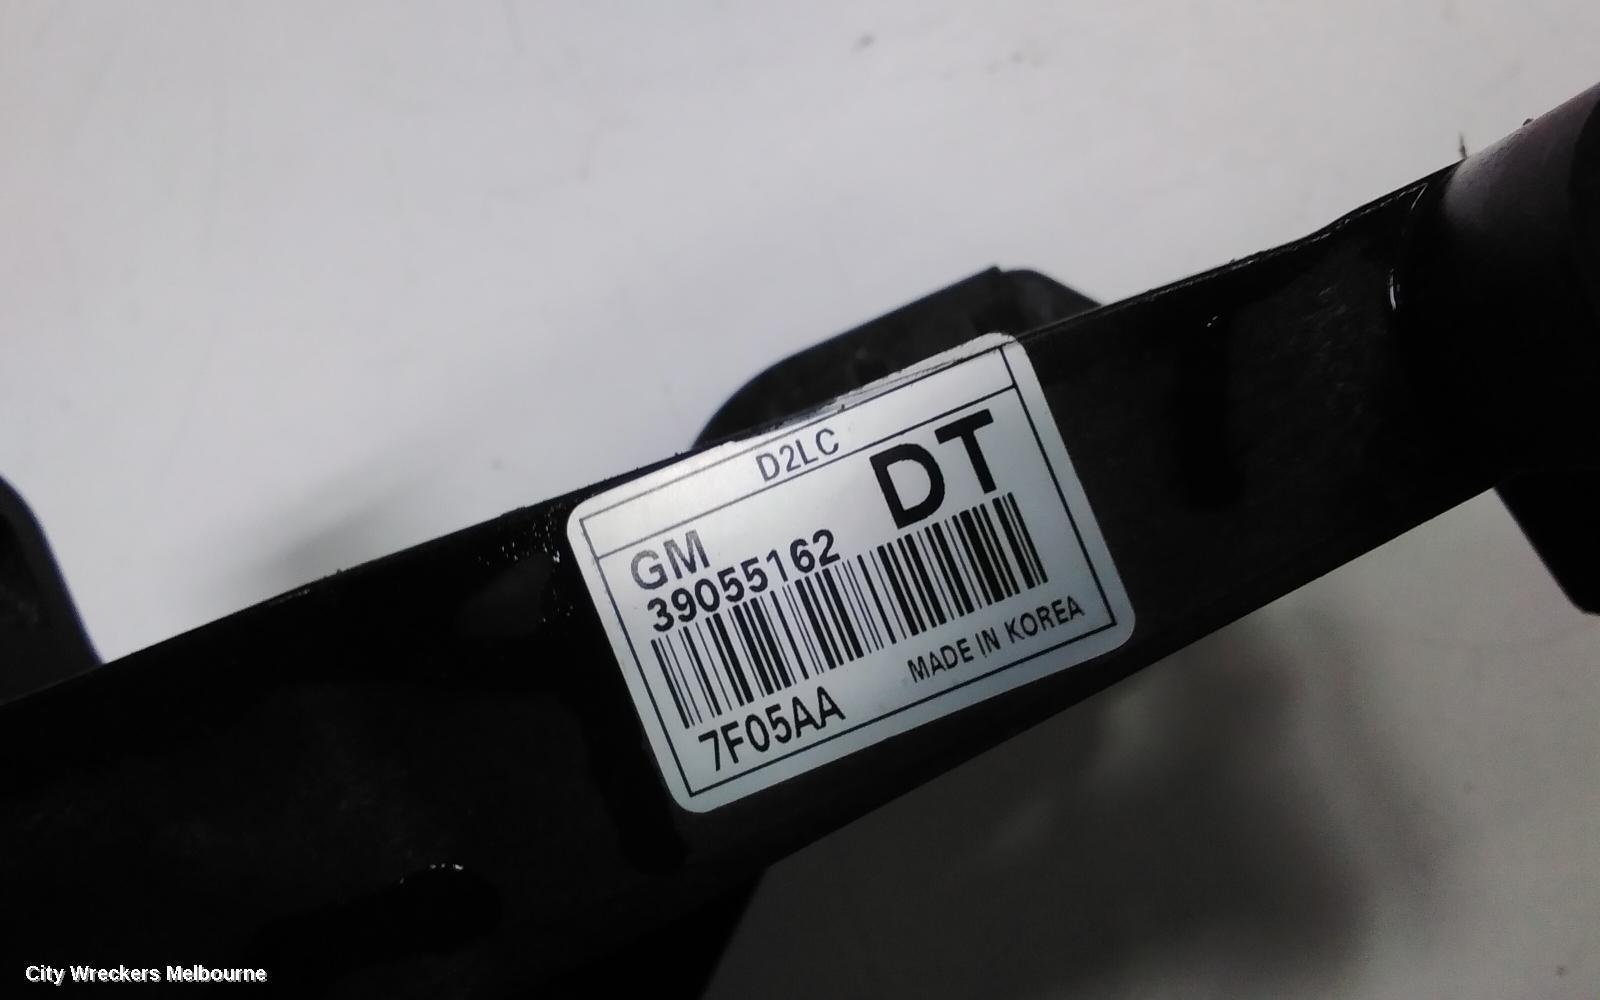 D2LC
DT
GM
39055162
MADE IN KOREA
7F05AA
City Wreckers Melbourne